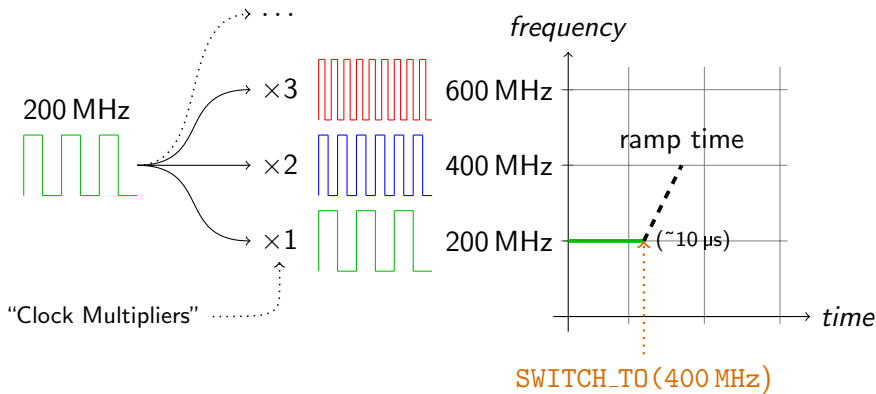 · · ·
frequency
×3
600 MHz
200 MHz
ramp time
×2
400 MHz
×1
200 MHz
(~10 µs)
“Clock Multipliers”
time
SWITCH_TO(400 MHz)